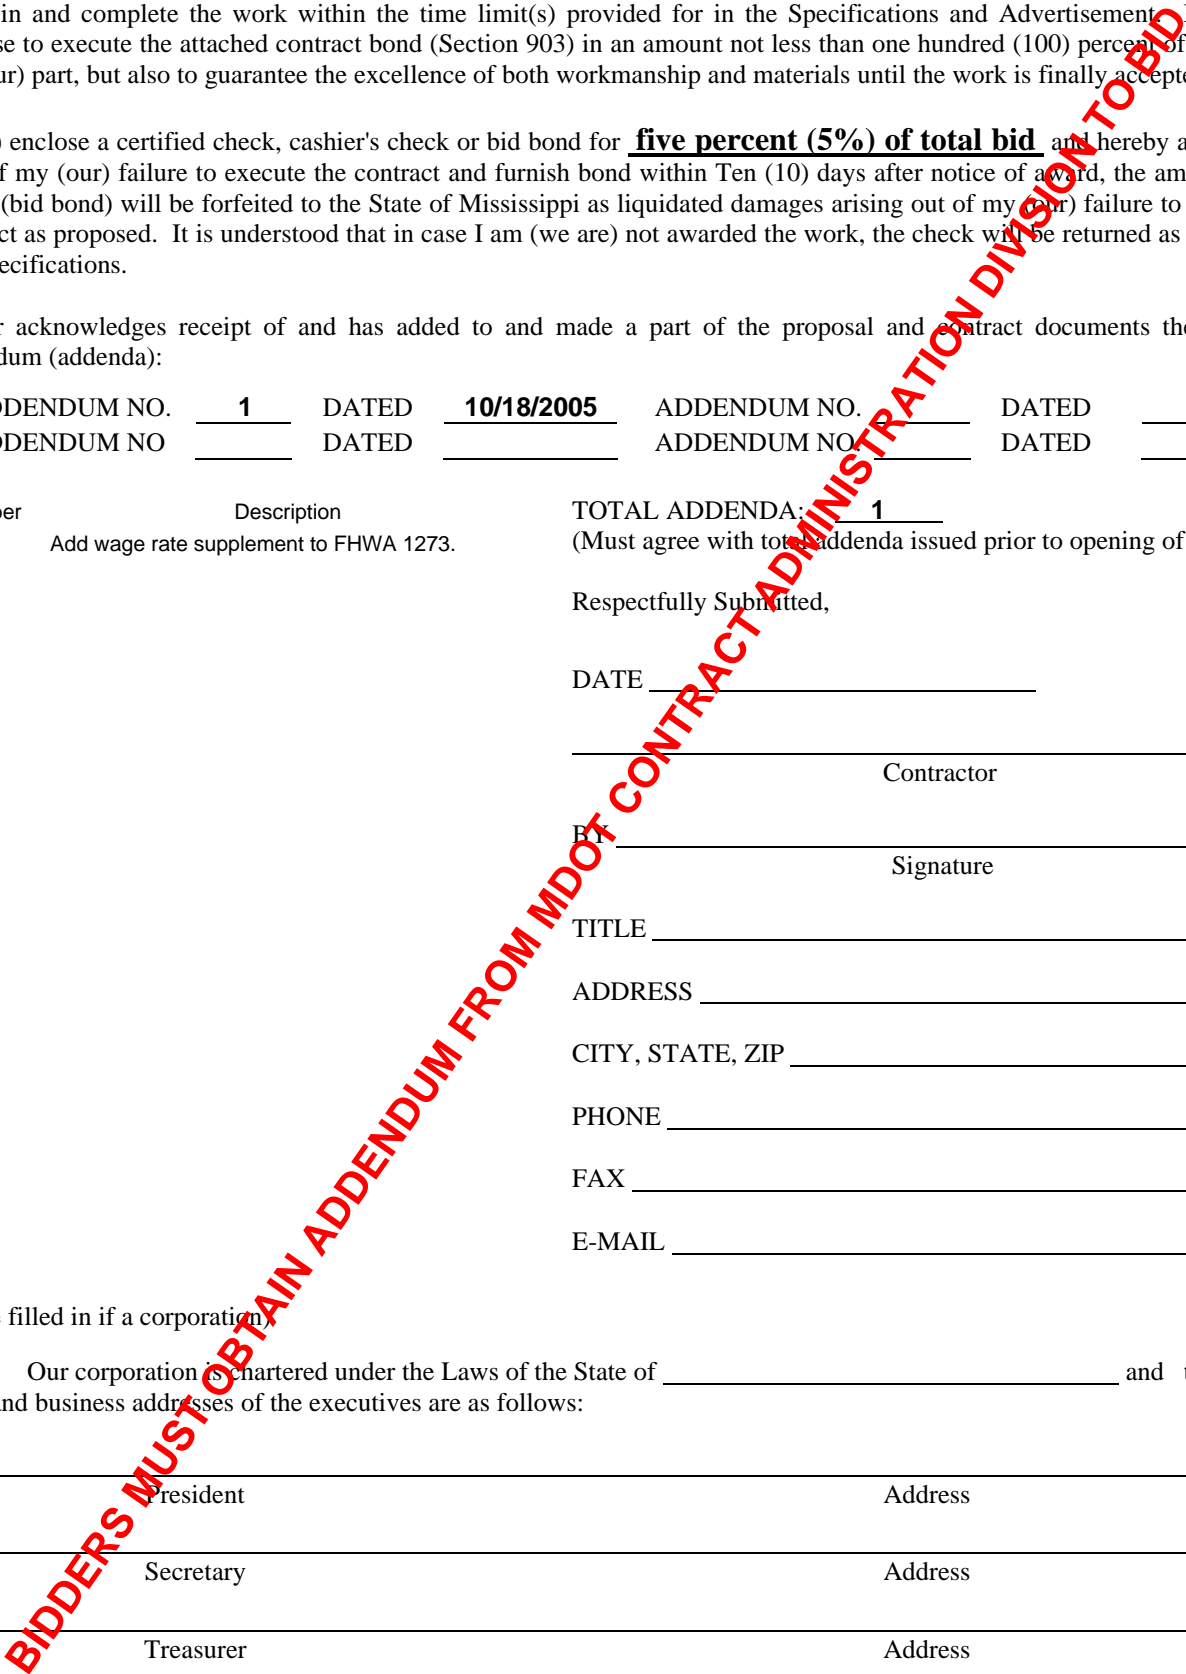 in and complete the work within the time limit(s) provided for in the Specifications and Advertisement.
se to execute the attached contract bond (Section 903) in an amount not less than one hundred (100) percent of
ur) part, but also to guarantee the excellence of both workmanship and materials until the work is finally accepte
) enclose a certified check, cashier's check or bid bond for five percent (5%) of total bid and hereby a
f my (our) failure to execute the contract and furnish bond within Ten (10) days after notice of award, the am
(bid bond) will be forfeited to the State of Mississippi as liquidated damages arising out of my (our) failure to
ct as proposed. It is understood that in case I am (we are) not awarded the work, the check will be returned as
ecifications.
r acknowledges receipt of and has added to and made a part of the proposal and contract documents the
dum (addenda):
DDENDUM NO. 1 DATED 10/18/2005 ADDENDUM NO. DATED
DDENDUM NO DATED ADDENDUM NO. DATED
ber Description
Add wage rate supplement to FHWA 1273.
TOTAL ADDENDA: 1
(Must agree with total addenda issued prior to opening of
Respectfully Submitted,
DATE
Contractor
BY
Signature
TITLE
ADDRESS
CITY, STATE, ZIP
PHONE
FAX
E-MAIL
filled in if a corporation)
Our corporation is chartered under the Laws of the State of and t
and business addresses of the executives are as follows:
President Address
Secretary Address
Treasurer Address
BIDDERS MUST OBTAIN ADDENDUM FROM MDOT CONTRACT ADMINISTRATION DIVISION TO BID